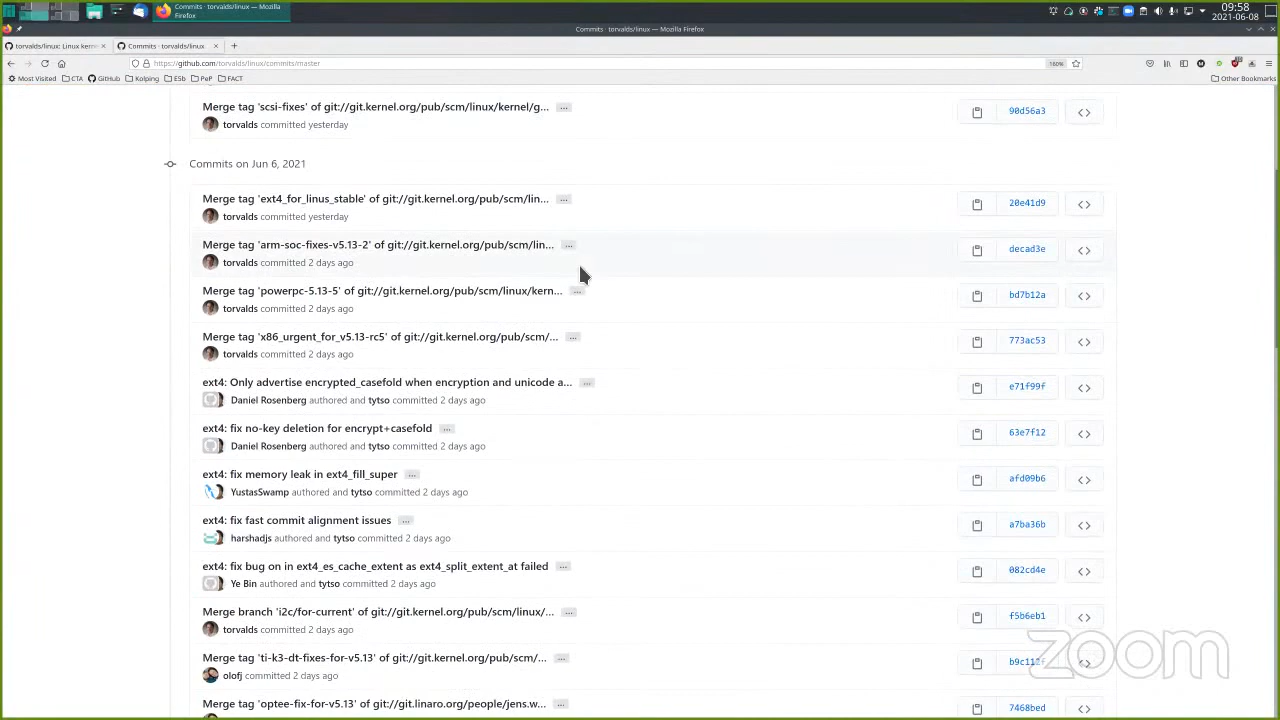 Commits · torvalds/linux — Mozilla
Firefox
09:58
2021-06-08
Commits · torvalds/linux — Mozilla Firefox
torvalds/linux: Linux kern
Commits · torvalds/linux
https://github.com/torvalds/linux/commits/master
160%
Most Visited
CTA
GitHub
Kolping
ESb
PeP
FACT
Other Bookmarks
Merge tag 'scsi-fixes' of git://git.kernel.org/pub/scm/linux/kernel/g... ...
90d56a3
torvalds committed yesterday
Commits on Jun 6, 2021
Merge tag 'ext4_for_linus_stable' of git://git.kernel.org/pub/scm/lin... ...
20e41d9
torvalds committed yesterday
Merge tag 'arm-soc-fixes-v5.13-2' of git://git.kernel.org/pub/scm/lin... ...
decad3e
torvalds committed 2 days ago
Merge tag 'powerpc-5.13-5' of git://git.kernel.org/pub/scm/linux/kern... ...
bd7b12a
torvalds committed 2 days ago
Merge tag 'x86_urgent_for_v5.13-rc5' of git://git.kernel.org/pub/scm/... ...
773ac53
torvalds committed 2 days ago
ext4: Only advertise encrypted_casefold when encryption and unicode a... ...
e71f99f
Daniel Rosenberg authored and tytso committed 2 days ago
ext4: fix no-key deletion for encrypt+casefold ...
63e7f12
Daniel Rosenberg authored and tytso committed 2 days ago
ext4: fix memory leak in ext4_fill_super ...
afd09b6
YustasSwamp authored and tytso committed 2 days ago
ext4: fix fast commit alignment issues ...
a7ba36b
harshadjs authored and tytso committed 2 days ago
ext4: fix bug on in ext4_es_cache_extent as ext4_split_extent_at failed ...
082cd4e
Ye Bin authored and tytso committed 2 days ago
Merge branch 'i2c/for-current' of git://git.kernel.org/pub/scm/linux/... ...
f5b6eb1
torvalds committed 2 days ago
Merge tag 'ti-k3-dt-fixes-for-v5.13' of git://git.kernel.org/pub/scm/... ...
olofj committed 2 days ago
zoom
Merge tag 'optee-fix-for-v5.13' of git://git.linaro.org/people/jens.w... ...
7468bed